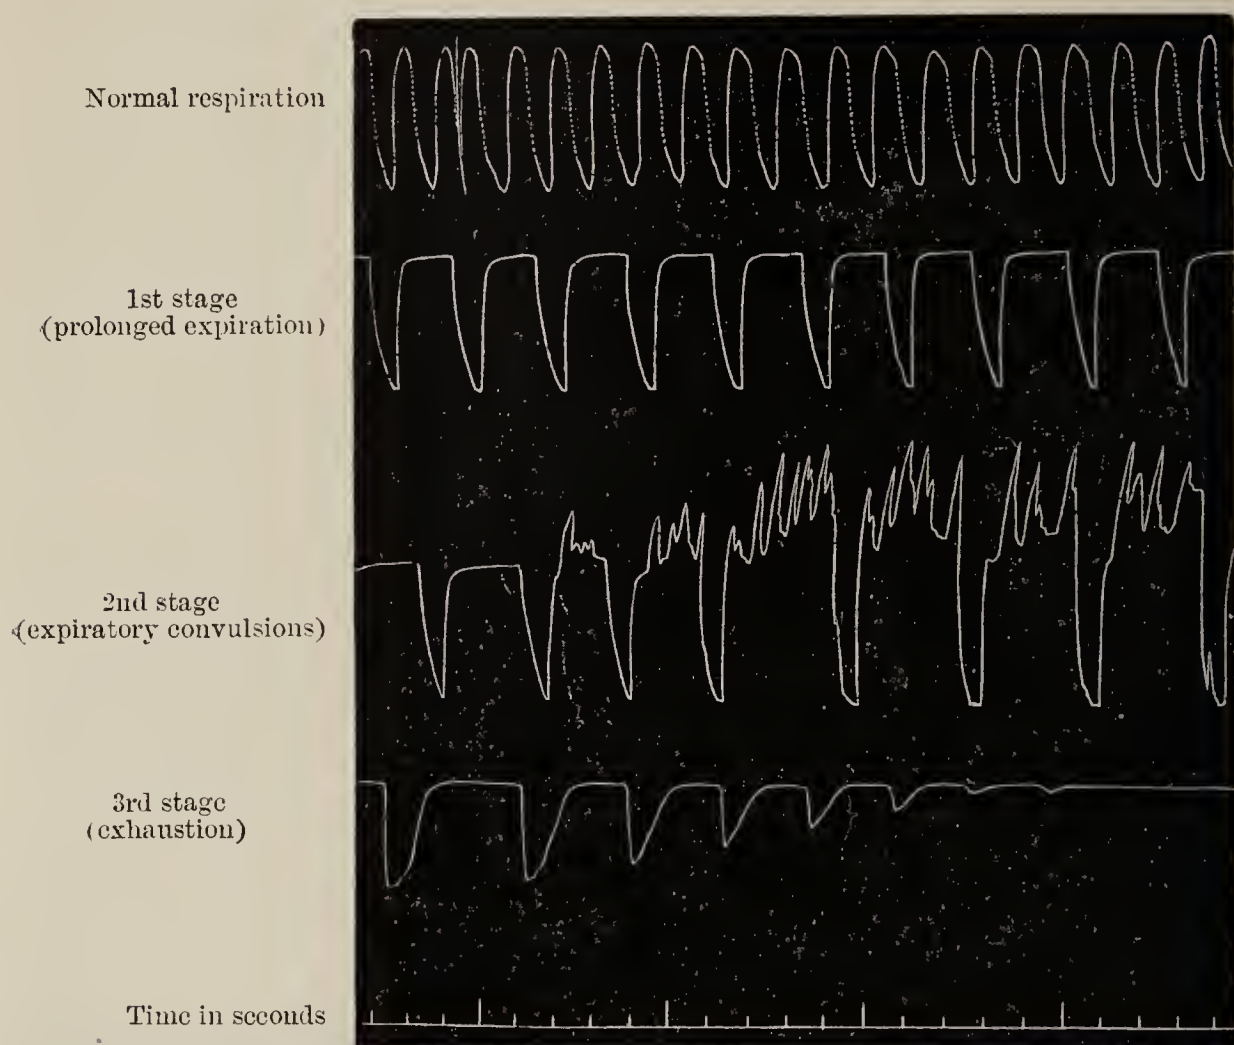 Normal respiration
1st stage
(prolonged expiration)
2nd stage
(expiratory convulsions)
3rd stage
(exhaustion)
Time in seconds